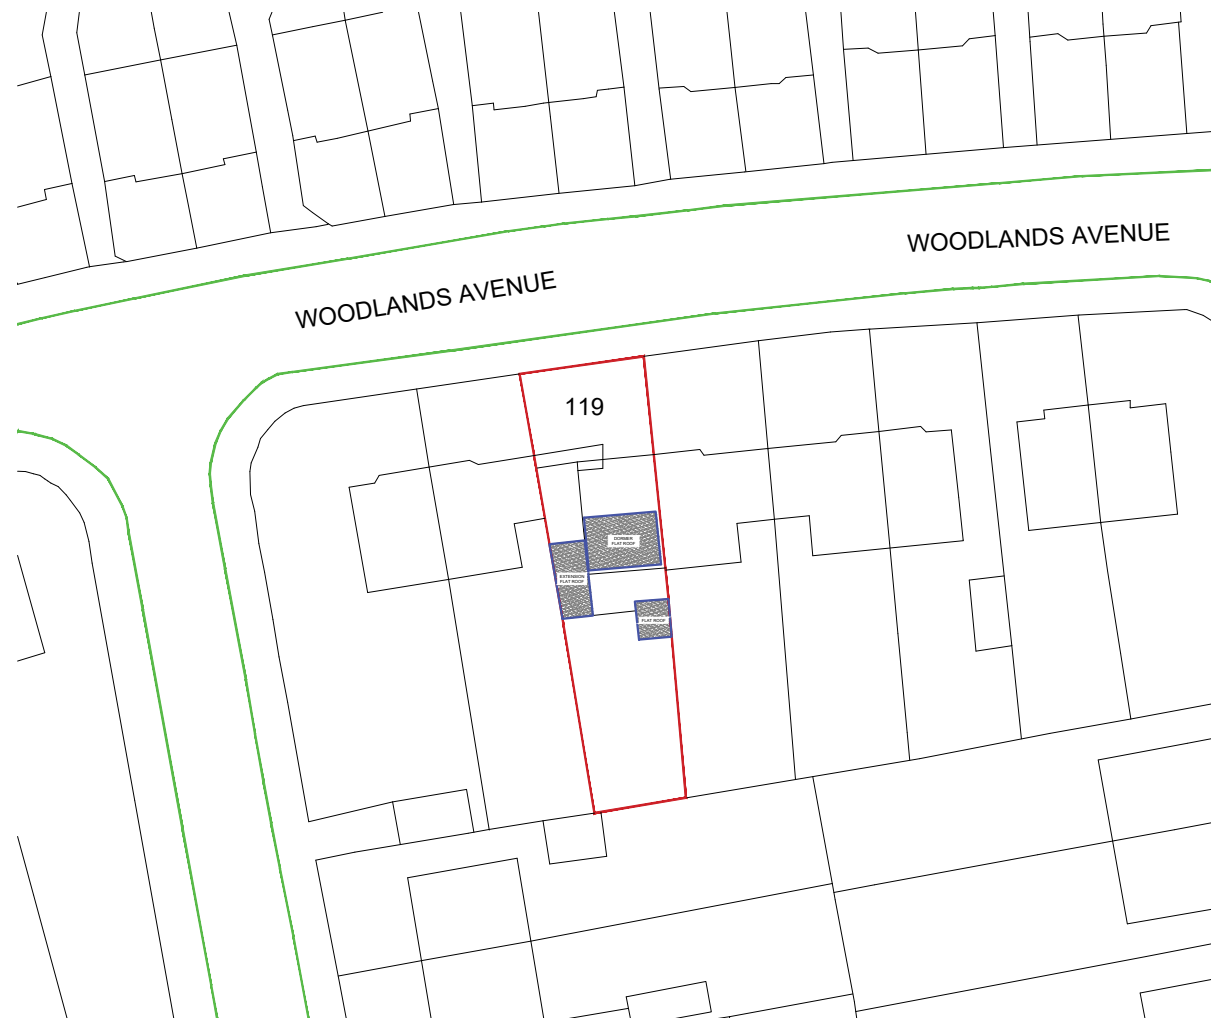 WOODLANDS AVENUE
WOODLANDS AVENUE
119
DORMER
FLAT ROOF
EXTENSION
FLAT ROOF
FLAT ROOF